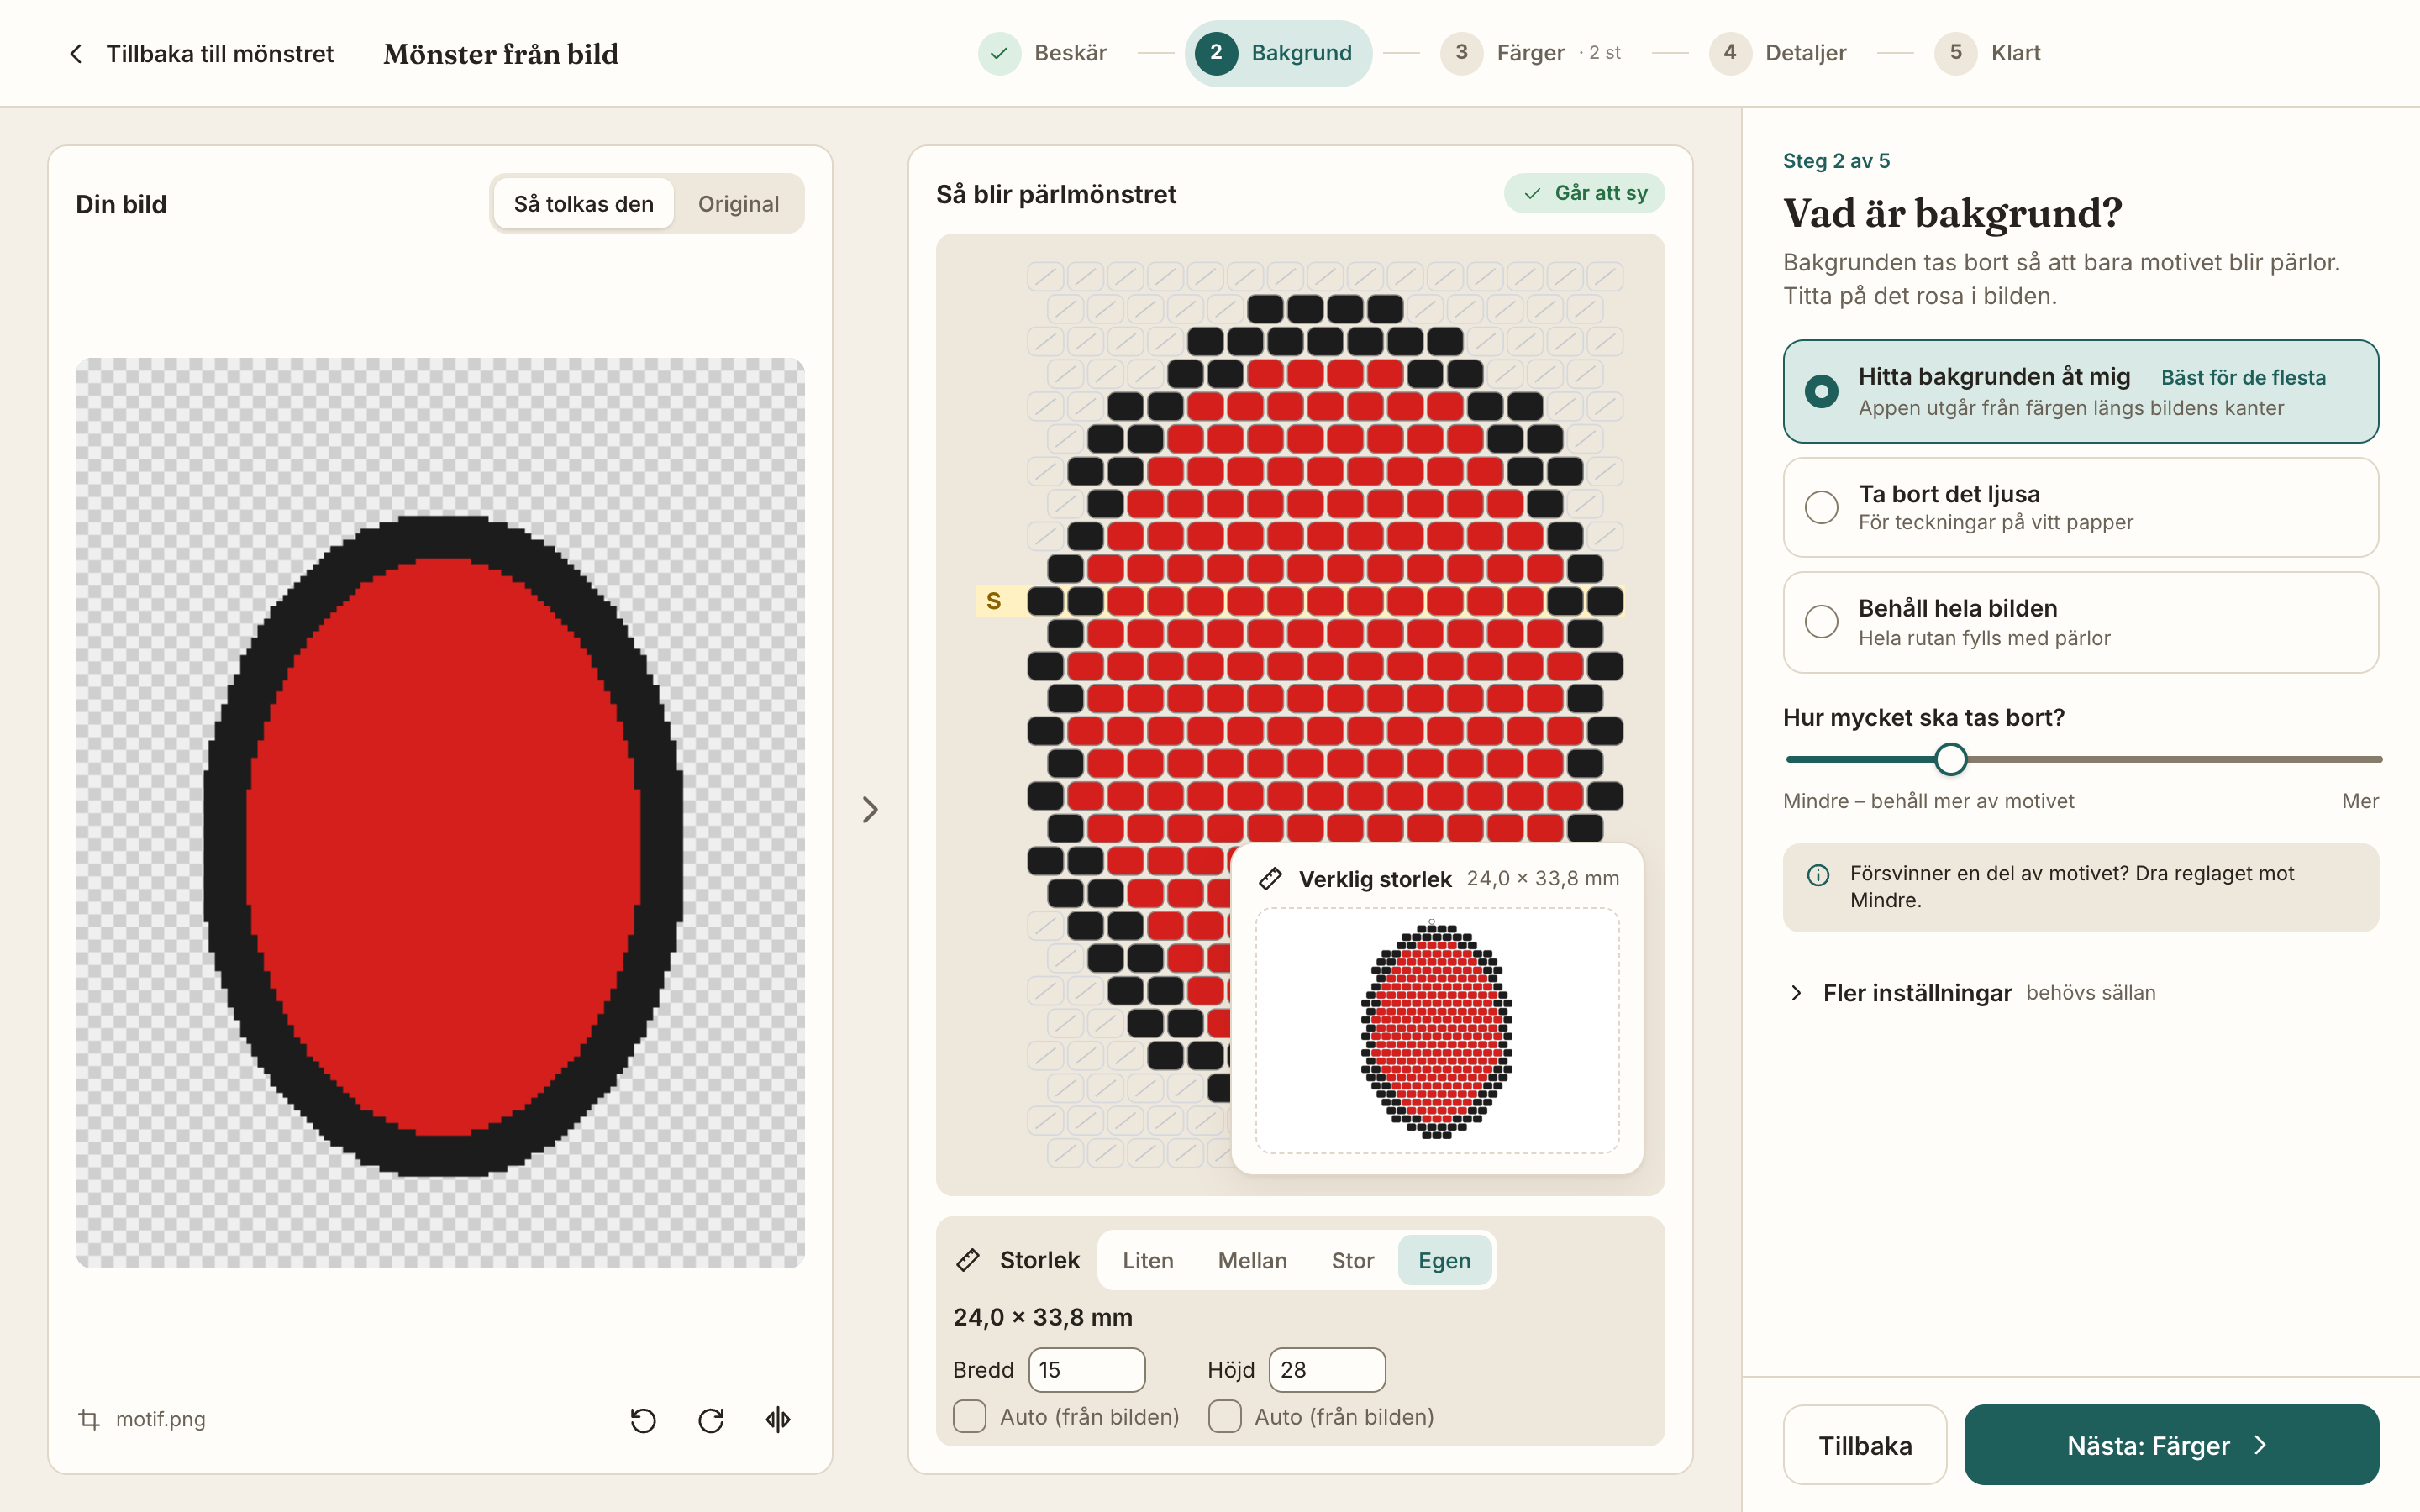 Tillbaka till mönstret
Mönster från bild
Beskär
2 Bakgrund
3 Färger · 2 st
4 Detaljer
5 Klart
Din bild
Så tolkas den
Original
motif.png
Så blir pärlmönstret
Går att sy
S
Verklig storlek 24,0 × 33,8 mm
Storlek
Liten
Mellan
Stor
Egen
24,0 × 33,8 mm
Bredd 15
Höjd 28
Auto (från bilden)
Auto (från bilden)
Steg 2 av 5
Vad är bakgrund?
Bakgrunden tas bort så att bara motivet blir pärlor.
Titta på det rosa i bilden.
Hitta bakgrunden åt mig Bäst för de flesta
Appen utgår från färgen längs bildens kanter
Ta bort det ljusa
För teckningar på vitt papper
Behåll hela bilden
Hela rutan fylls med pärlor
Hur mycket ska tas bort?
Mindre – behåll mer av motivet
Mer
Försvinner en del av motivet? Dra reglaget mot
Mindre.
Fler inställningar behövs sällan
Tillbaka
Nästa: Färger